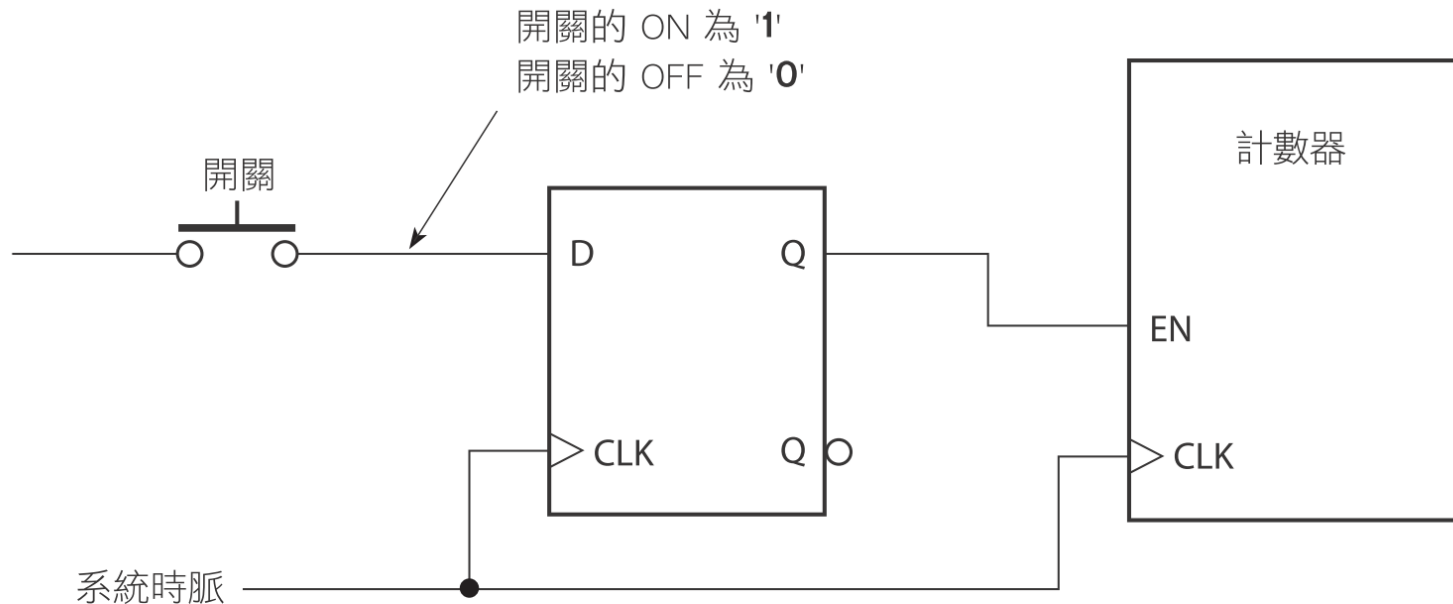 開關的 ON 為 '1'
開關的 OFF 為 '0'
開關
計數器
D
Q
EN
CLK
Q
CLK
系統時脈